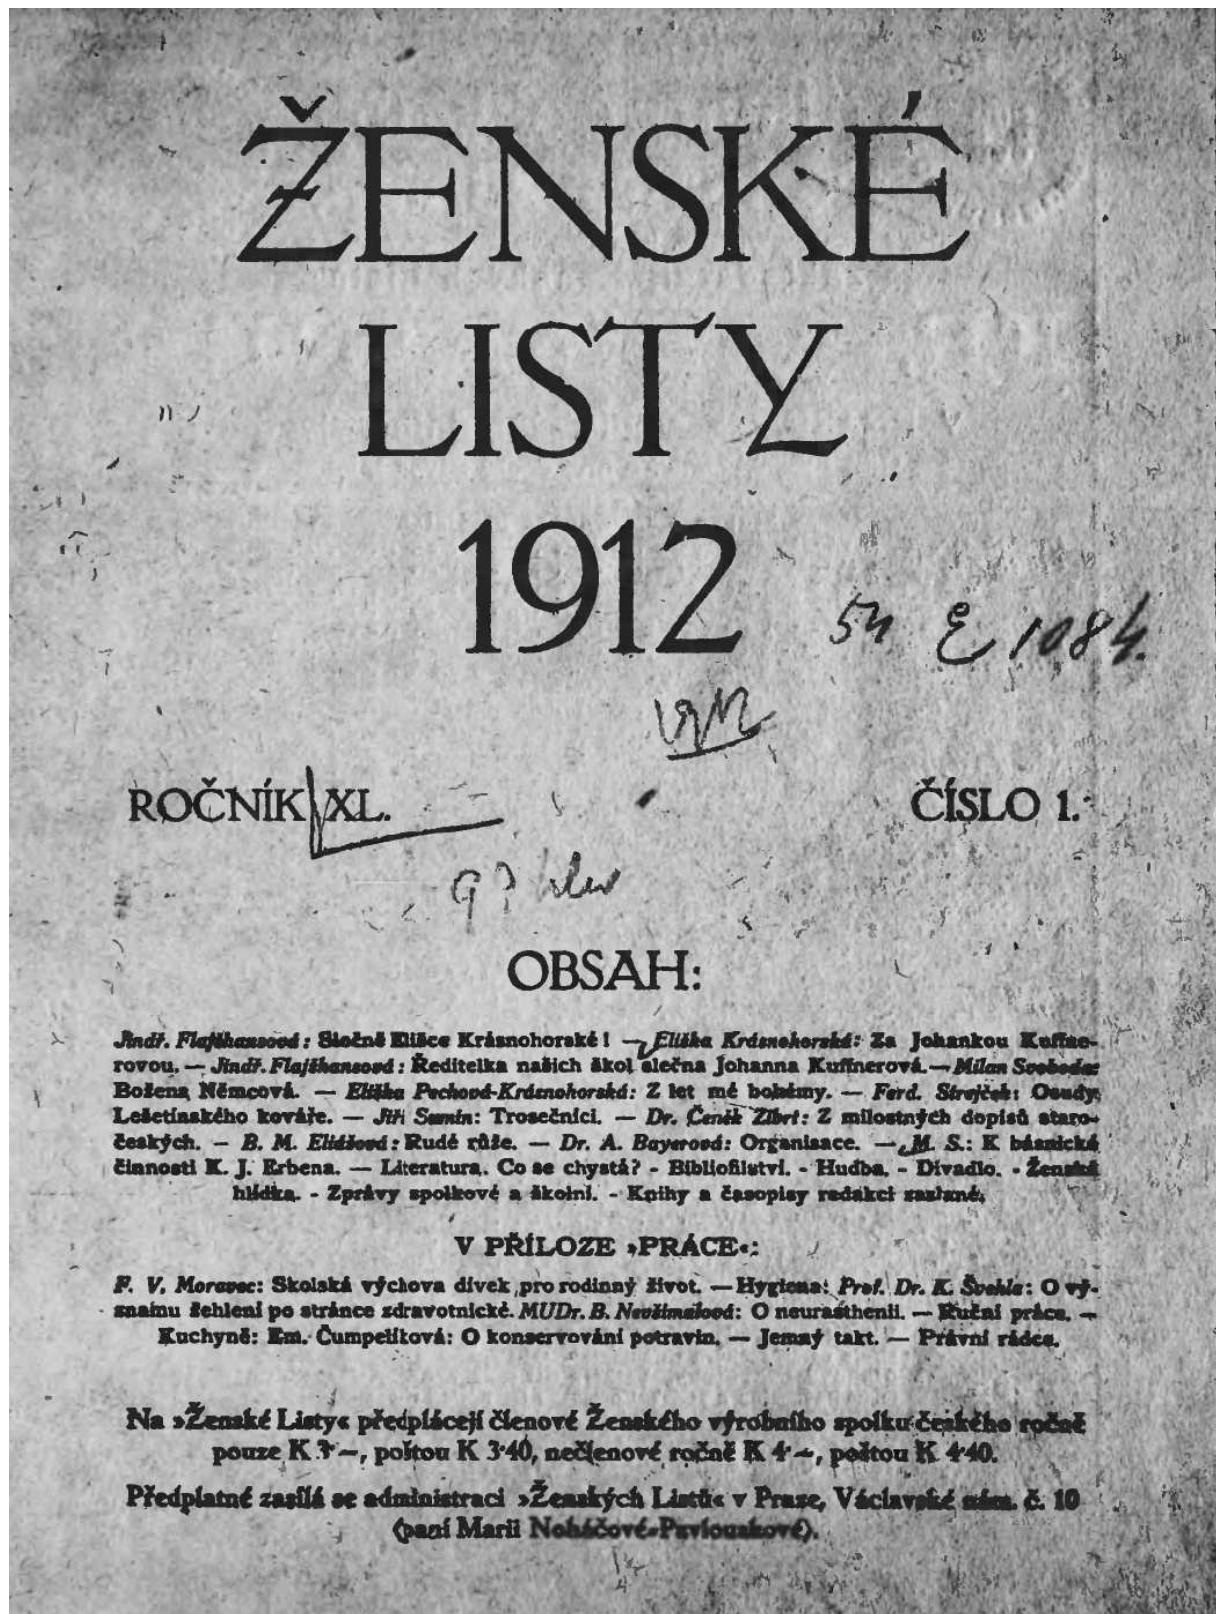 ŽENSKÉ
LISTY
1912
54 E 1084.
1912
ROČNÍK XL.
ČÍSLO 1.
OBSAH:
Jindř. Flajšhansová: Slečně Elišce Krásnohorské! — Eliška Krásnohorská: Za Johankou Kuffne-
rovou. — Jindř. Flajšhansová: Ředitelka našich škol slečna Johanna Kuffnerová. — Milan Svoboda:
Božena Němcová. — Eliška Pechová-Krásnohorská: Z let mé bohémy. — Ferd. Strejček: Osudy
Lešetínského kováře. — Jiří Sumín: Trosečníci. — Dr. Čeněk Zíbrt: Z milostných dopisů staro-
českých. — B. M. Eliášová: Rudé růže. — Dr. A. Bayerová: Organisace. — M. S.: K básnické
činnosti K. J. Erbena. — Literatura. Co se chystá? - Bibliofilství. - Hudba. - Divadlo. - Ženská
hlídka. - Zprávy spolkové a školní. - Knihy a časopisy redakci zaslané.
V PŘÍLOZE »PRÁCE«:
F. V. Moravec: Školská výchova dívek pro rodinný život. — Hygiena: Prof. Dr. K. Švehla: O vý-
znamu žehlení po stránce zdravotnické. MUDr. B. Nevšímalová: O neurasthenii. — Ruční práce. —
Kuchyně: Em. Čumpelíková: O konservování potravin. — Jemný takt. — Právní rádce.
Na »Ženské Listy« předplácejí členové Ženského výrobního spolku českého ročně
pouze K 3·—, poštou K 3·40, nečlenové ročně K 4·—, poštou K 4·40.
Předplatné zasílá se administraci »Ženských Listů« v Praze, Václavské nám. č. 10
(paní Marii).